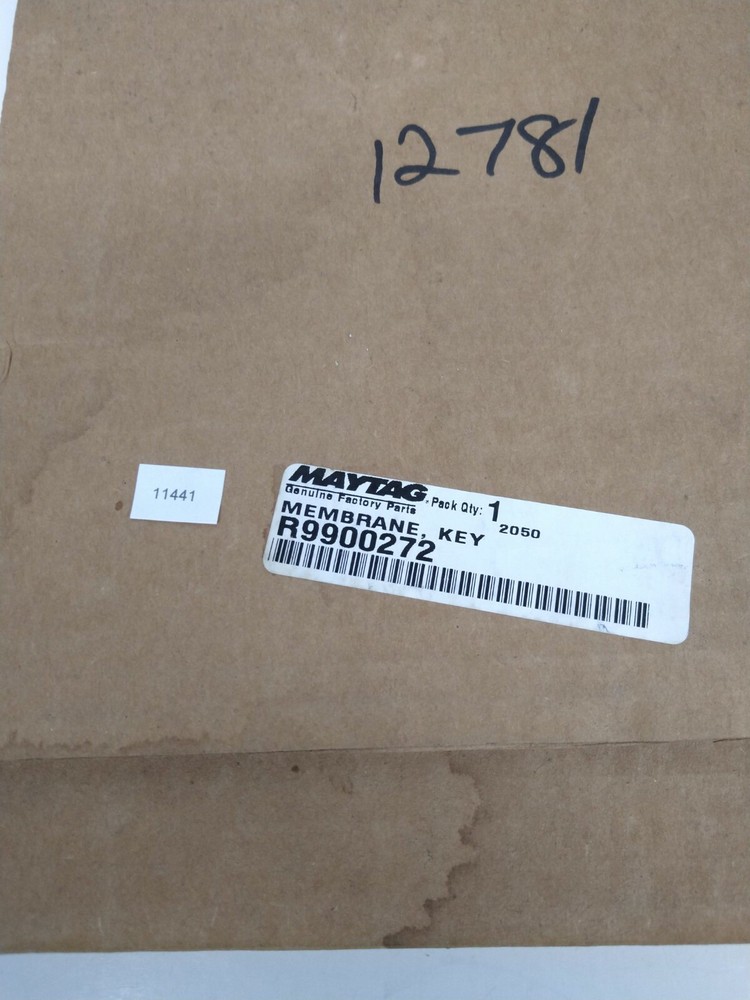 12781
11441
MAYTAG
Genuine Factory Parts
Pack Qty: 1
MEMBRANE, KEY 2050
R9900272